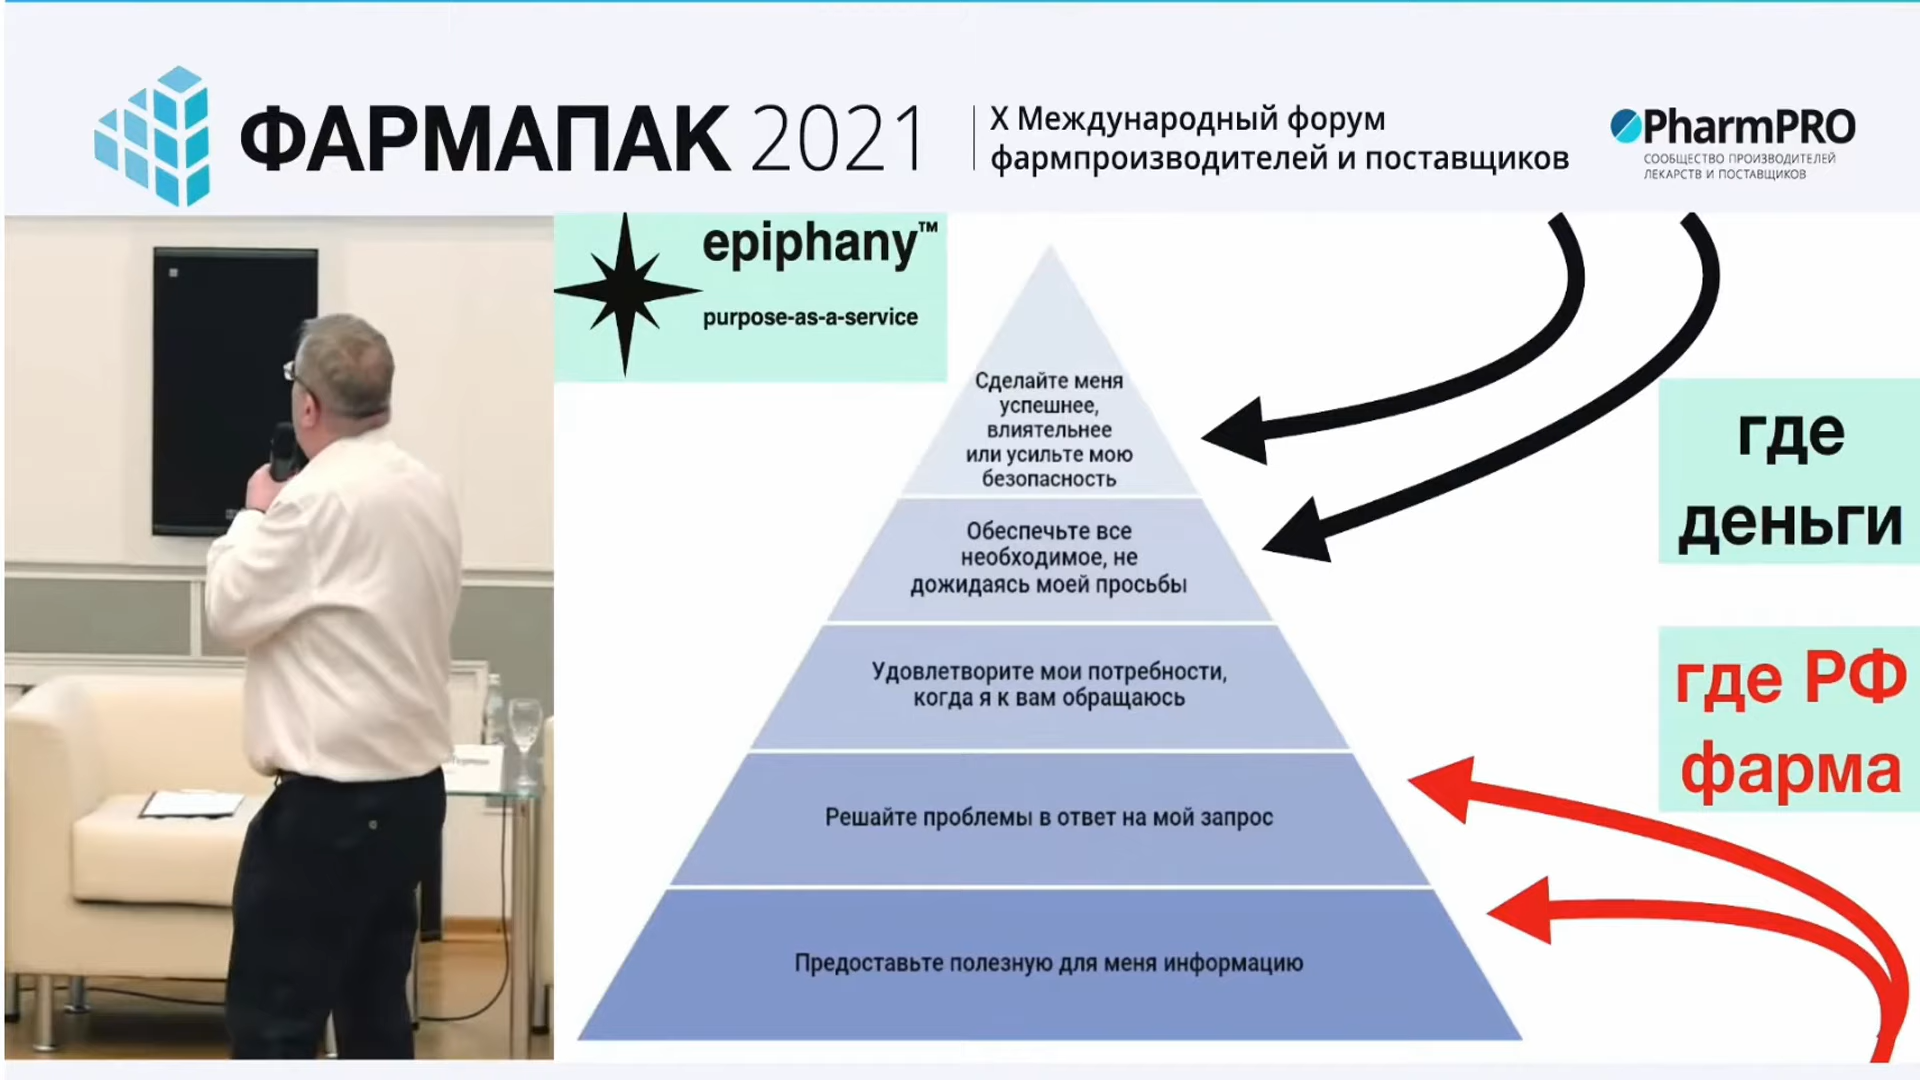 ФАРМАПАК 2021
X Международный форум
фармпроизводителей и поставщиков
PharmPRO
СООБЩЕСТВО ПРОИЗВОДИТЕЛЕЙ
ЛЕКАРСТВ И ПОСТАВЩИКОВ
epiphany™
purpose-as-a-service
Сделайте меня
успешнее,
влиятельнее
или усильте мою
безопасность
Обеспечьте все
необходимое, не
дожидаясь моей просьбы
Удовлетворите мои потребности,
когда я к вам обращаюсь
Решайте проблемы в ответ на мой запрос
Предоставьте полезную для меня информацию
где
деньги
где РФ
фарма